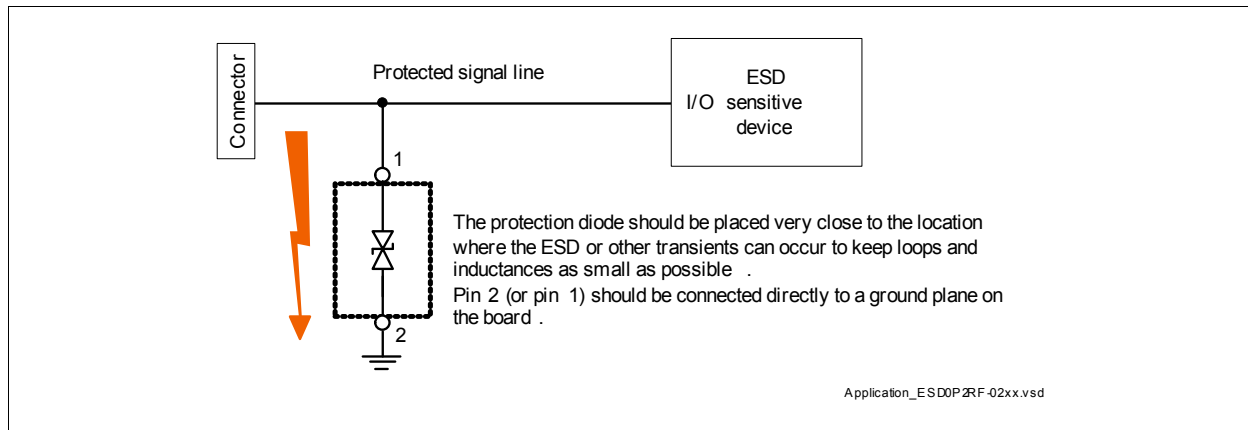 Connector
Protected signal line
ESD
I/O sensitive
device
1
The protection diode should be placed very close to the location
where the ESD or other transients can occur to keep loops and
inductances as small as possible .
Pin 2 (or pin 1) should be connected directly to a ground plane on
the board .
2
Application_ESD0P2RF-02xx.vsd